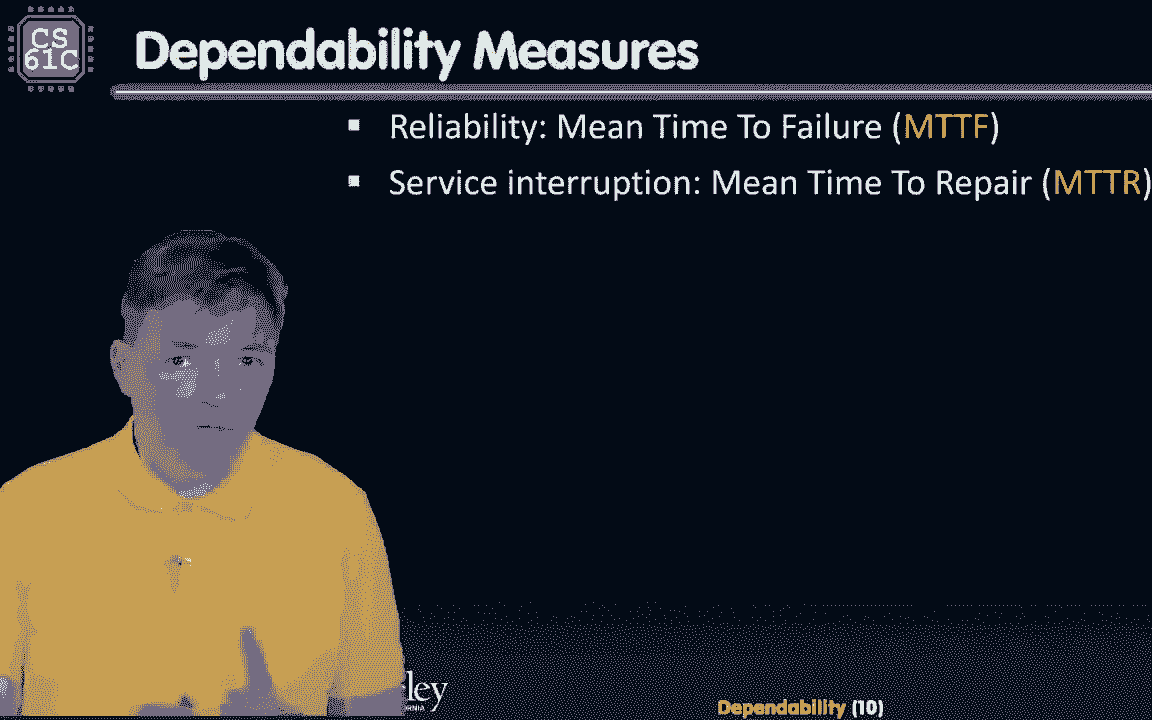 CS
61C
Dependability Measures
▪ Reliability: Mean Time To Failure (MTTF)
▪ Service interruption: Mean Time To Repair (MTTR)
Dependability (10)